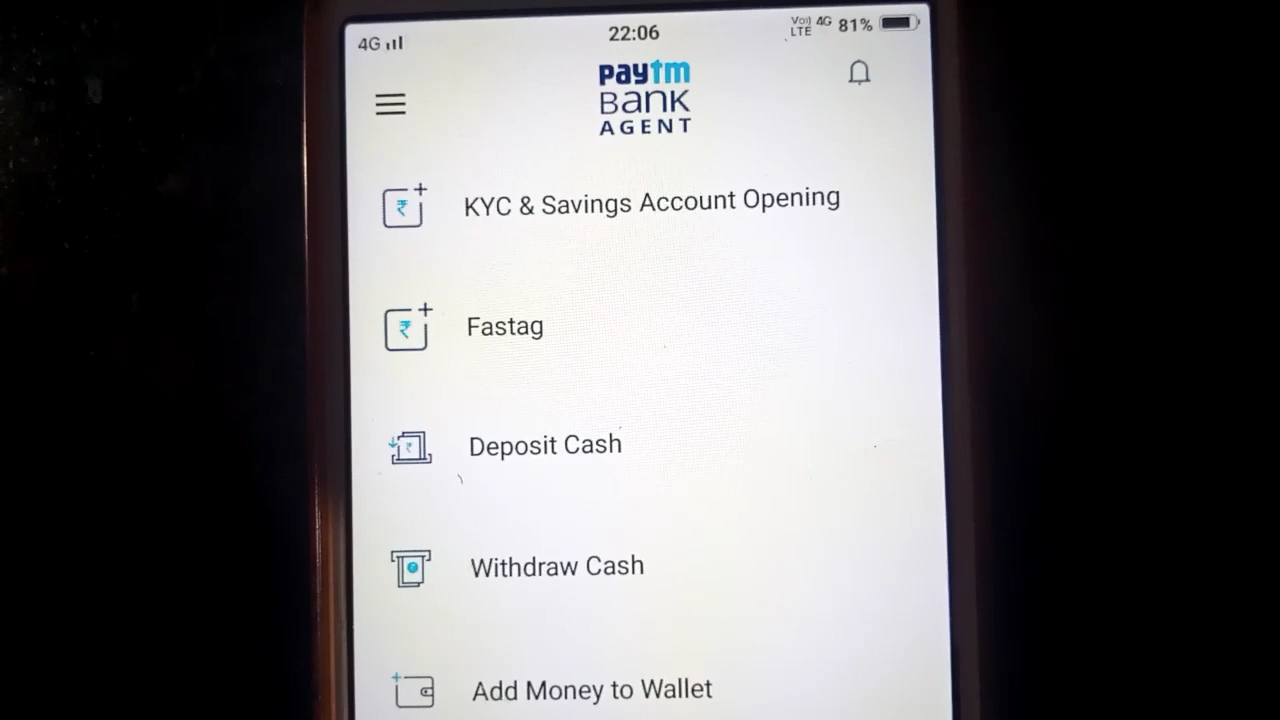 4G 22:06 Vo)) LTE 4G 81%
paytm
BANK
AGENT
KYC & Savings Account Opening
Fastag
Deposit Cash
Withdraw Cash
Add Money to Wallet